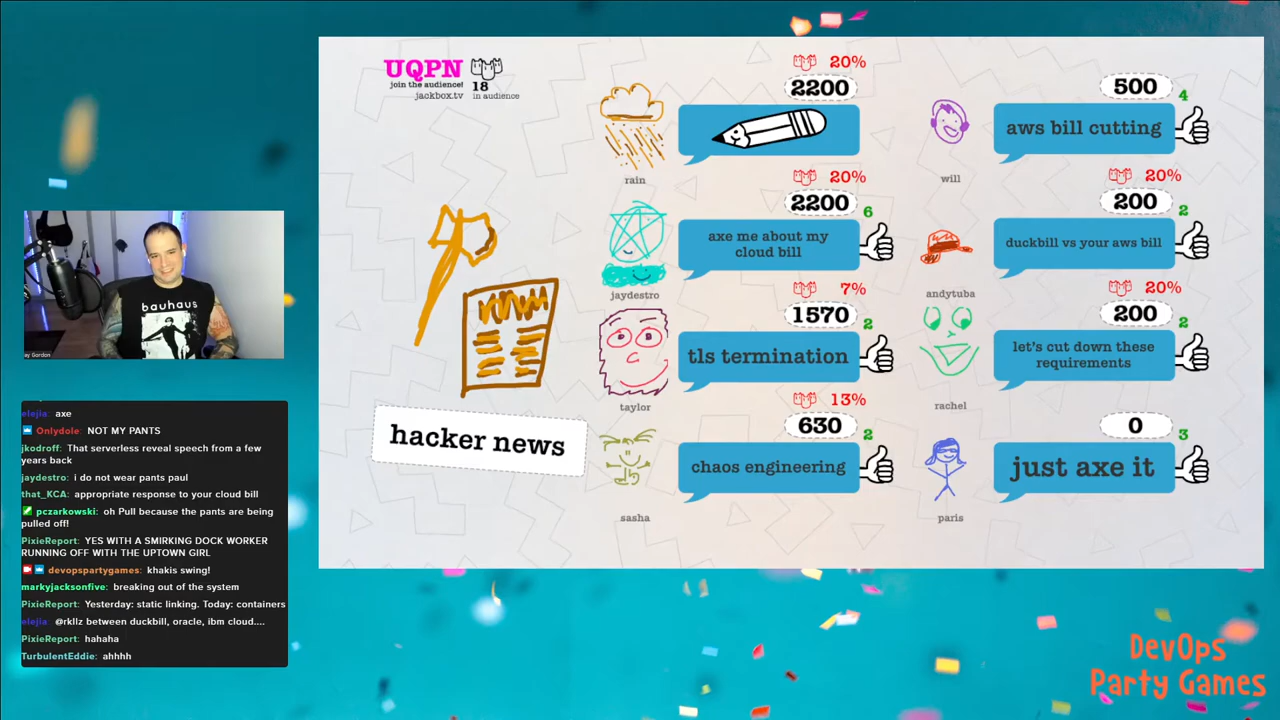 UQPN
join the audience!
jackbox.tv
18
in audience
hacker news
20%
2200
rain
20%
2200
6
axe me about my
cloud bill
jaydestro
7%
1570
2
tls termination
taylor
13%
630
2
chaos engineering
sasha
500
4
aws bill cutting
will
20%
200
2
duckbill vs your aws bill
andytuba
20%
200
2
let's cut down these
requirements
rachel
0
3
just axe it
paris
bauhaus
ay Gordon
elejia: axe
Onlydole: NOT MY PANTS
jkodroff: That serverless reveal speech from a few
years back
jaydestro: i do not wear pants paul
that_KCA: appropriate response to your cloud bill
pczarkowski: oh Pull because the pants are being
pulled off!
PixieReport: YES WITH A SMIRKING DOCK WORKER
RUNNING OFF WITH THE UPTOWN GIRL
devopspartygames: khakis swing!
markyjacksonfive: breaking out of the system
PixieReport: Yesterday: static linking. Today: containers
elejia: @rkllz between duckbill, oracle, ibm cloud....
PixieReport: hahaha
TurbulentEddie: ahhhh
DevOps
Party Games